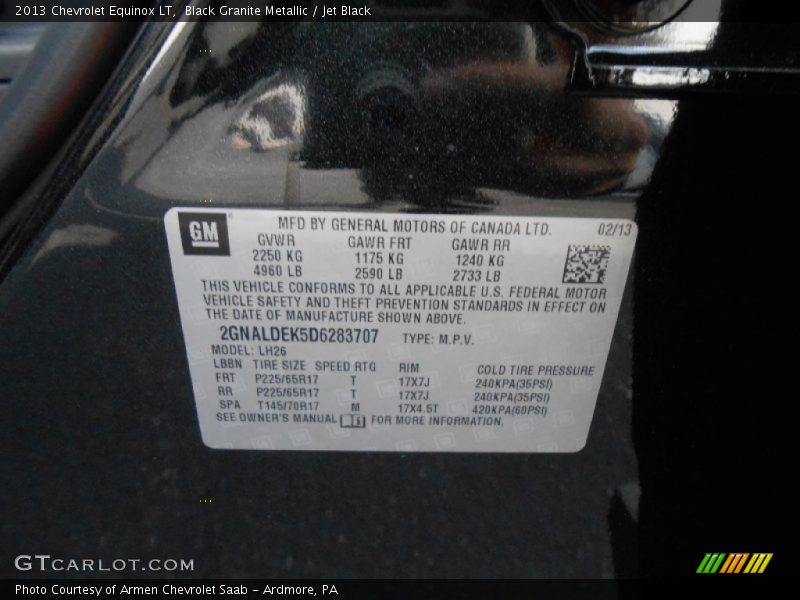 2013 Chevrolet Equinox LT, Black Granite Metallic / Jet Black
GM
MFD BY GENERAL MOTORS OF CANADA LTD. 02/13
GVWR GAWR FRT GAWR RR
2250 KG 1175 KG 1240 KG
4960 LB 2590 LB 2733 LB
THIS VEHICLE CONFORMS TO ALL APPLICABLE U.S. FEDERAL MOTOR
VEHICLE SAFETY AND THEFT PREVENTION STANDARDS IN EFFECT ON
THE DATE OF MANUFACTURE SHOWN ABOVE.
2GNALDEK5D6283707 TYPE: M.P.V.
MODEL: LH26
LBBN TIRE SIZE SPEED RTG RIM COLD TIRE PRESSURE
FRT P225/65R17 T 17X7J 240KPA(35PSI)
RR P225/65R17 T 17X7J 240KPA(35PSI)
SPA T145/70R17 M 17X4.5T 420KPA(60PSI)
SEE OWNER'S MANUAL FOR MORE INFORMATION.
GTCARLOT.COM
Photo Courtesy of Armen Chevrolet Saab - Ardmore, PA